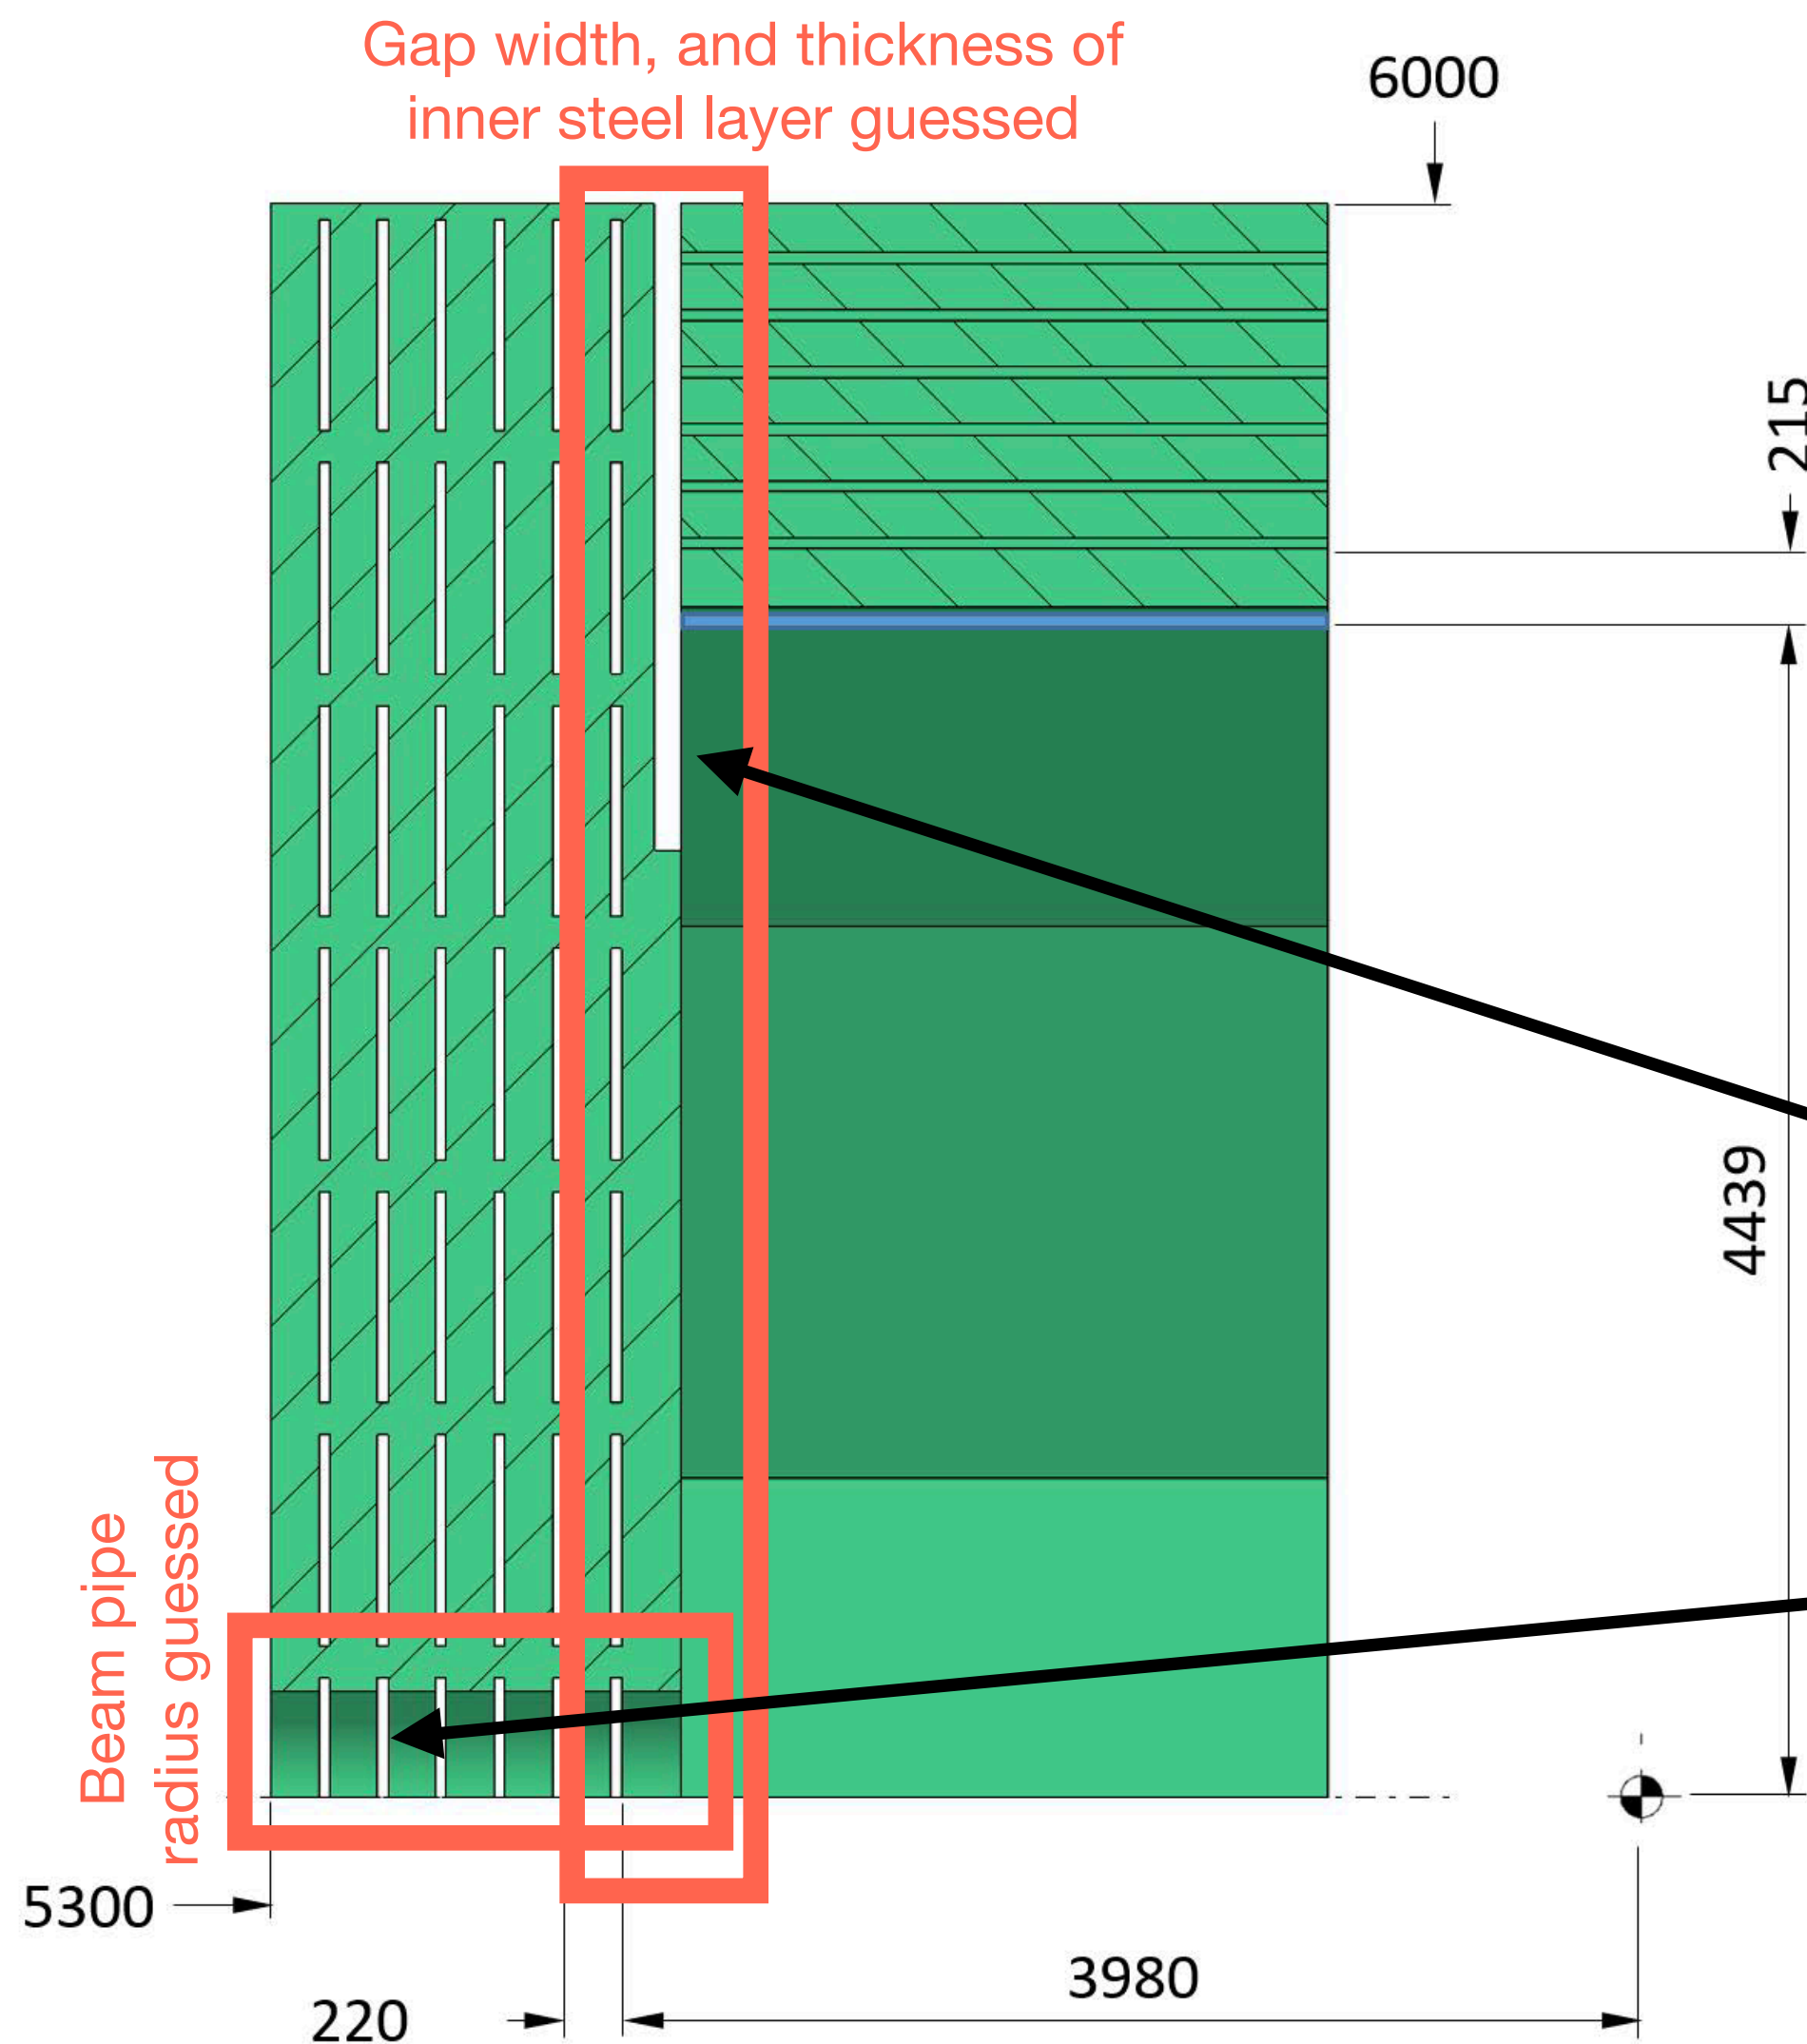 Gap width, and thickness of
inner steel layer guessed
6000
215
4439
Beam pipe
radius guessed
5300
3980
220